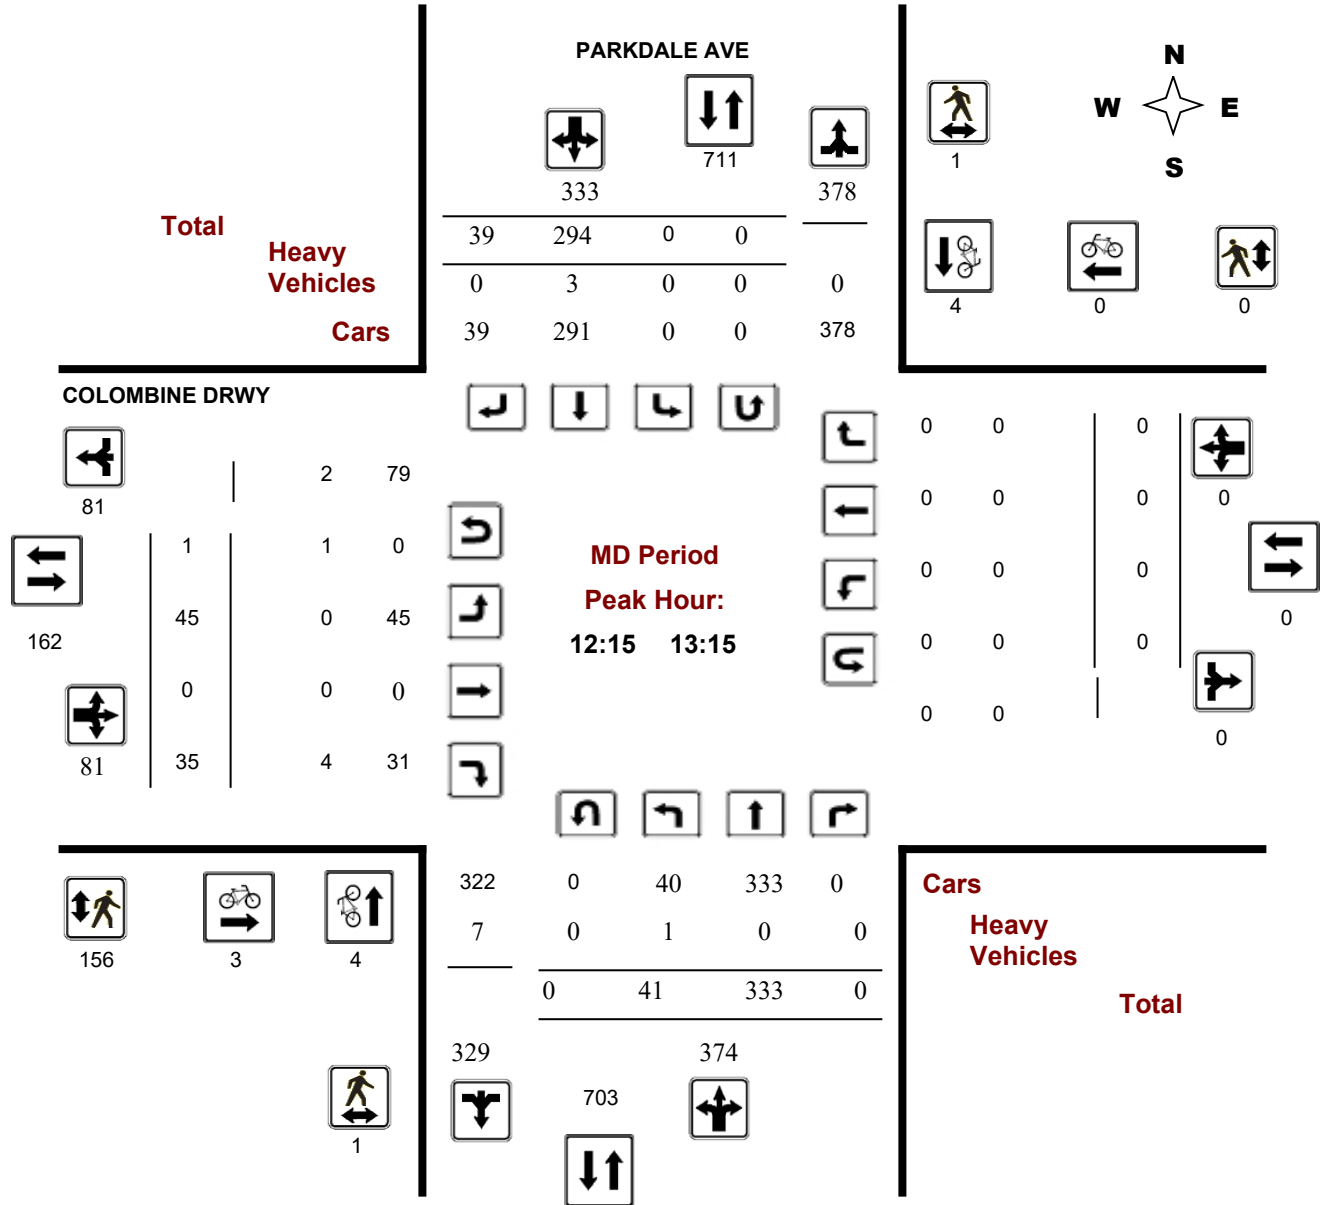 PARKDALE AVE
N
W E
S
711
1
333 378
Total
39 294 0 0
Heavy
Vehicles
0 3 0 0 0
4 0 0
Cars
39 291 0 0 378
COLOMBINE DRWY
0 0 0
2 79
81
0 0 0 0
1 1 0
MD Period
0 0 0
Peak Hour:
45 0 45
0
162
12:15 13:15
0 0 0
0 0 0
0 0
0
81 35 4 31
322 0 40 333 0
Cars
7 0 1 0 0
Heavy
Vehicles
156 3 4
0 41 333 0
Total
329 374
703
1